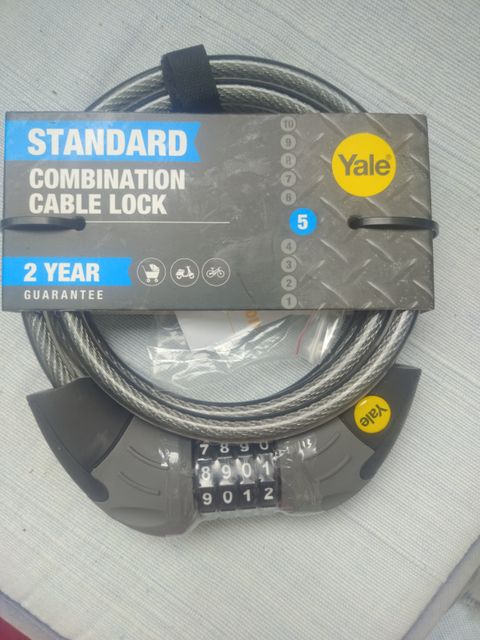 STANDARD
COMBINATION
CABLE LOCK
2 YEAR
GUARANTEE
Yale
10
9
8
7
6
5
4
3
2
1
Yale
7 8 9 0
8 9 0 1
9 0 1 2